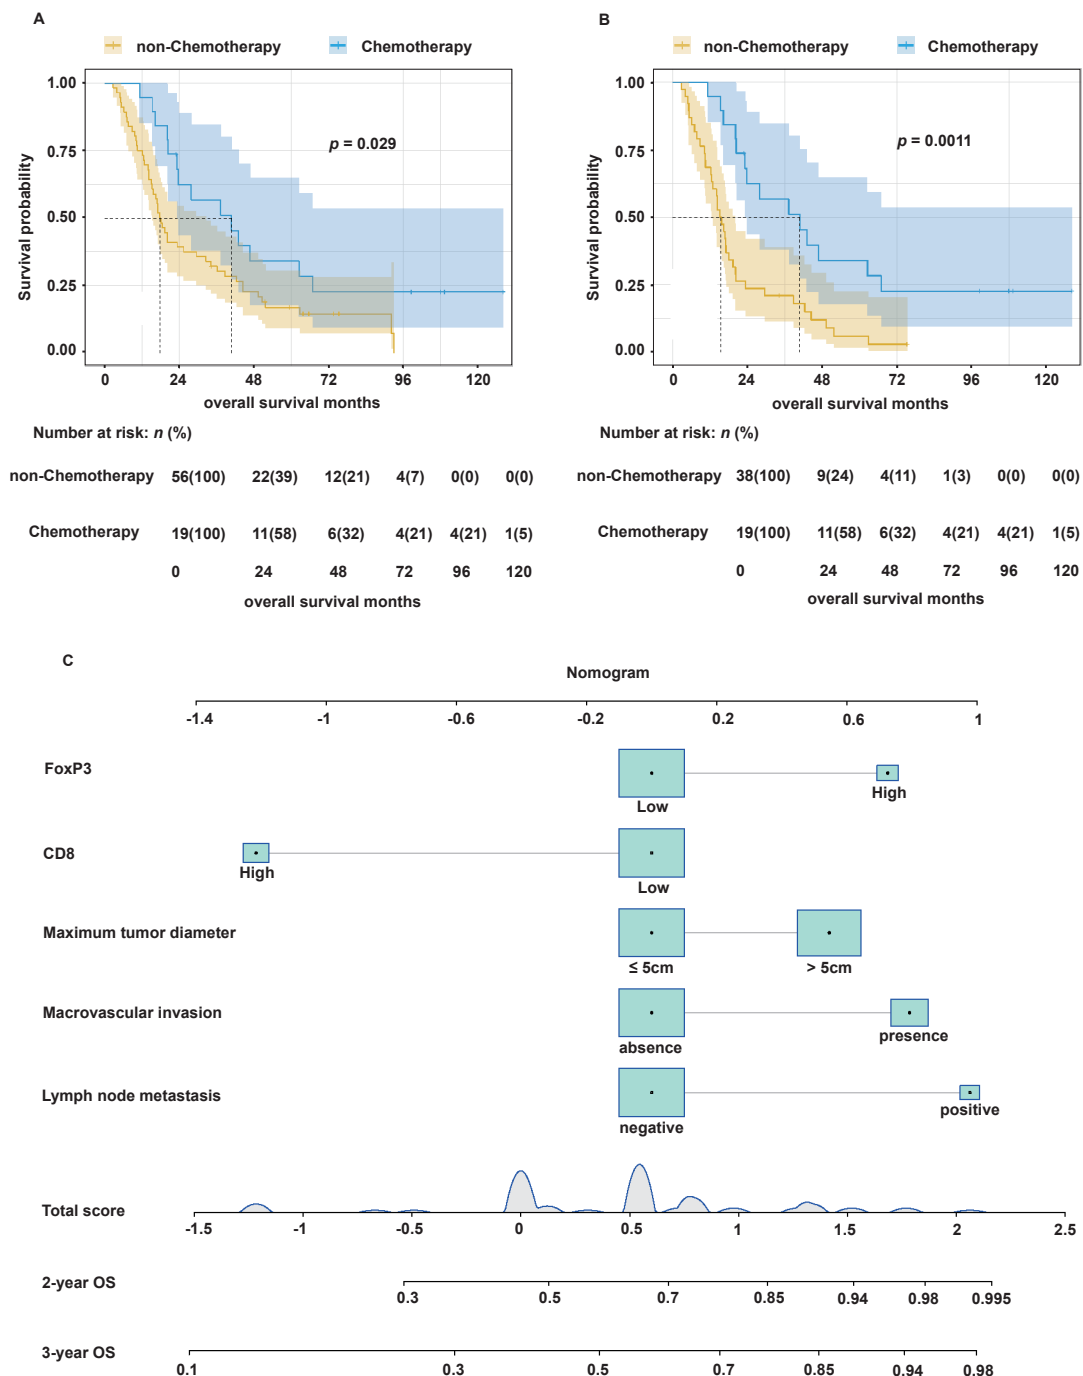 A
non-Chemotherapy Chemotherapy
1.00
0.75
0.50
0.25
0.00
Survival probability
p = 0.029
0 24 48 72 96 120
overall survival months
Number at risk: n (%)
non-Chemotherapy 56(100) 22(39) 12(21) 4(7) 0(0) 0(0)
Chemotherapy 19(100) 11(58) 6(32) 4(21) 4(21) 1(5)
0 24 48 72 96 120
overall survival months
B
non-Chemotherapy Chemotherapy
1.00
0.75
0.50
0.25
0.00
Survival probability
p = 0.0011
0 24 48 72 96 120
overall survival months
Number at risk: n (%)
non-Chemotherapy 38(100) 9(24) 4(11) 1(3) 0(0) 0(0)
Chemotherapy 19(100) 11(58) 6(32) 4(21) 4(21) 1(5)
0 24 48 72 96 120
overall survival months
C
Nomogram
-1.4 -1 -0.6 -0.2 0.2 0.6 1
FoxP3
Low High
CD8
High Low
Maximum tumor diameter
≤ 5cm > 5cm
Macrovascular invasion
absence presence
Lymph node metastasis
negative positive
Total score
-1.5 -1 -0.5 0 0.5 1 1.5 2 2.5
2-year OS
0.3 0.5 0.7 0.85 0.94 0.98 0.995
3-year OS
0.1 0.3 0.5 0.7 0.85 0.94 0.98